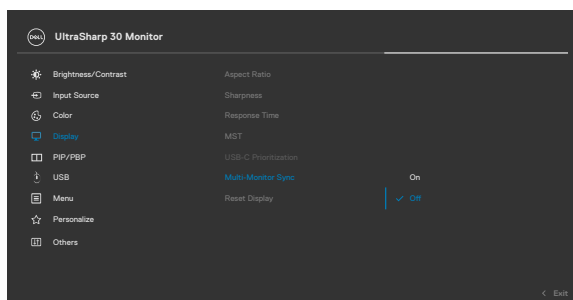 DELL UltraSharp 30 Monitor
Brightness/Contrast Aspect Ratio
Input Source Sharpness
Color Response Time
Display MST
PIP/PBP USB-C Prioritization
USB Multi-Monitor Sync On
Menu Reset Display Off
Personalize
Others
< Exit